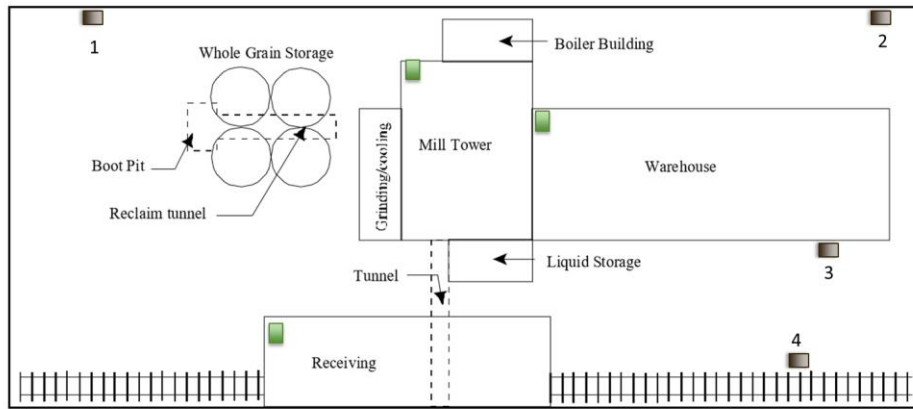 1
2
Whole Grain Storage
Boiler Building
Grinding/cooling
Mill Tower
Warehouse
Boot Pit
Reclaim tunnel
Tunnel
Liquid Storage
3
4
Receiving